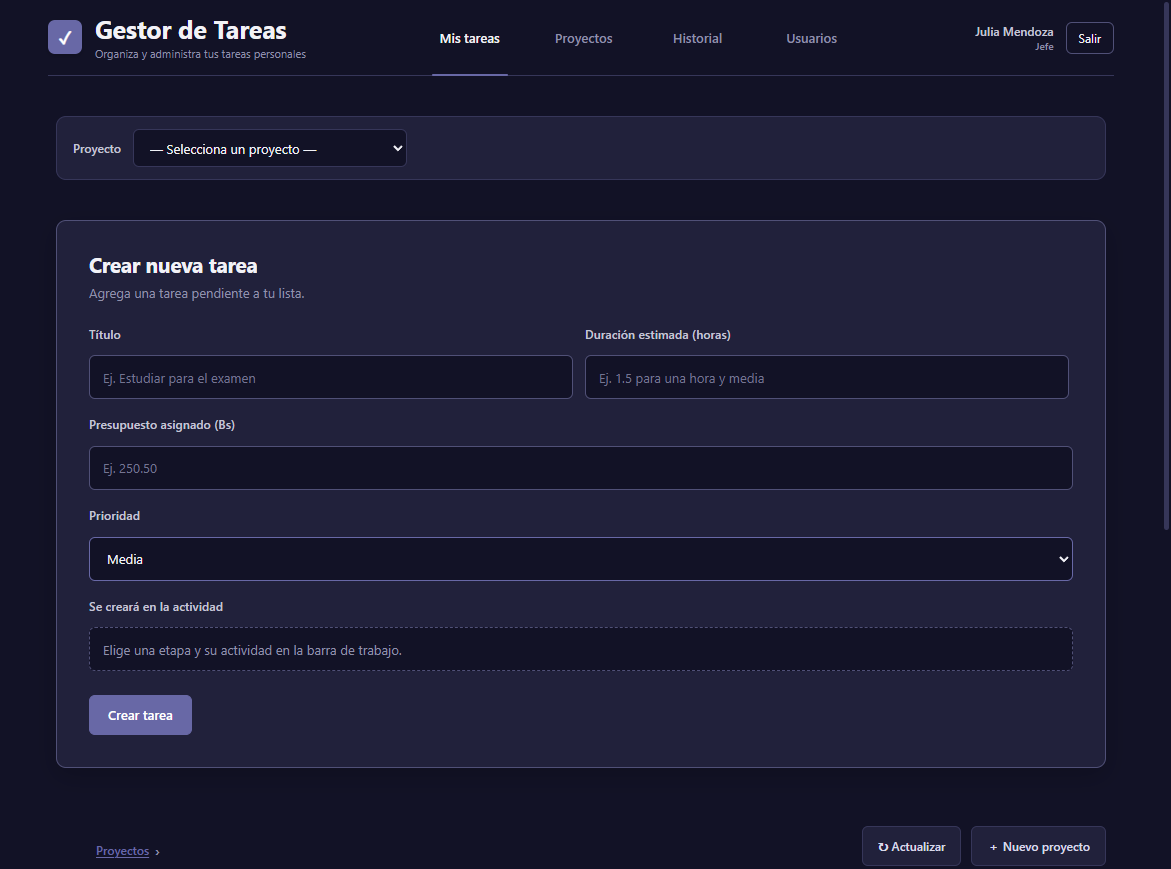 ✓ Gestor de Tareas
Organiza y administra tus tareas personales
Mis tareas Proyectos Historial Usuarios
Julia Mendoza
Jefe
Salir
Proyecto — Selecciona un proyecto —
Crear nueva tarea
Agrega una tarea pendiente a tu lista.
Título Duración estimada (horas)
Ej. Estudiar para el examen Ej. 1.5 para una hora y media
Presupuesto asignado (Bs)
Ej. 250.50
Prioridad
Media
Se creará en la actividad
Elige una etapa y su actividad en la barra de trabajo.
Crear tarea
Proyectos ›
↻ Actualizar + Nuevo proyecto